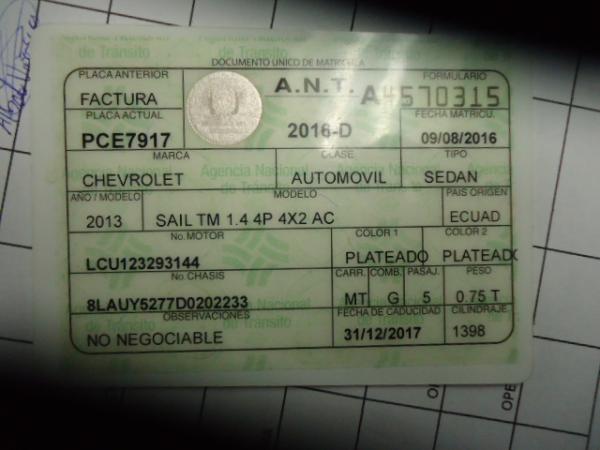 DOCUMENTO UNICO DE MATRICULA
PLACA ANTERIOR
FACTURA
A.N.T.
FORMULARIO
A4570315
PLACA ACTUAL
PCE7917
2016-D
FECHA MATRICU.
09/08/2016
MARCA
CHEVROLET
CLASE
AUTOMOVIL
TIPO
SEDAN
AÑO / MODELO
2013
MODELO
SAIL TM 1.4 4P 4X2 AC
PAIS ORIGEN
ECUAD
No. MOTOR
LCU123293144
COLOR 1
PLATEADO
COLOR 2
PLATEADO
No. CHASIS
8LAUY5277D0202233
CARR. COMB. PASAJ. PESO
MT G 5 0.75 T
OBSERVACIONES
NO NEGOCIABLE
FECHA DE CADUCIDAD
31/12/2017
CILINDRAJE
1398
Agencia Nacional
de Tránsito